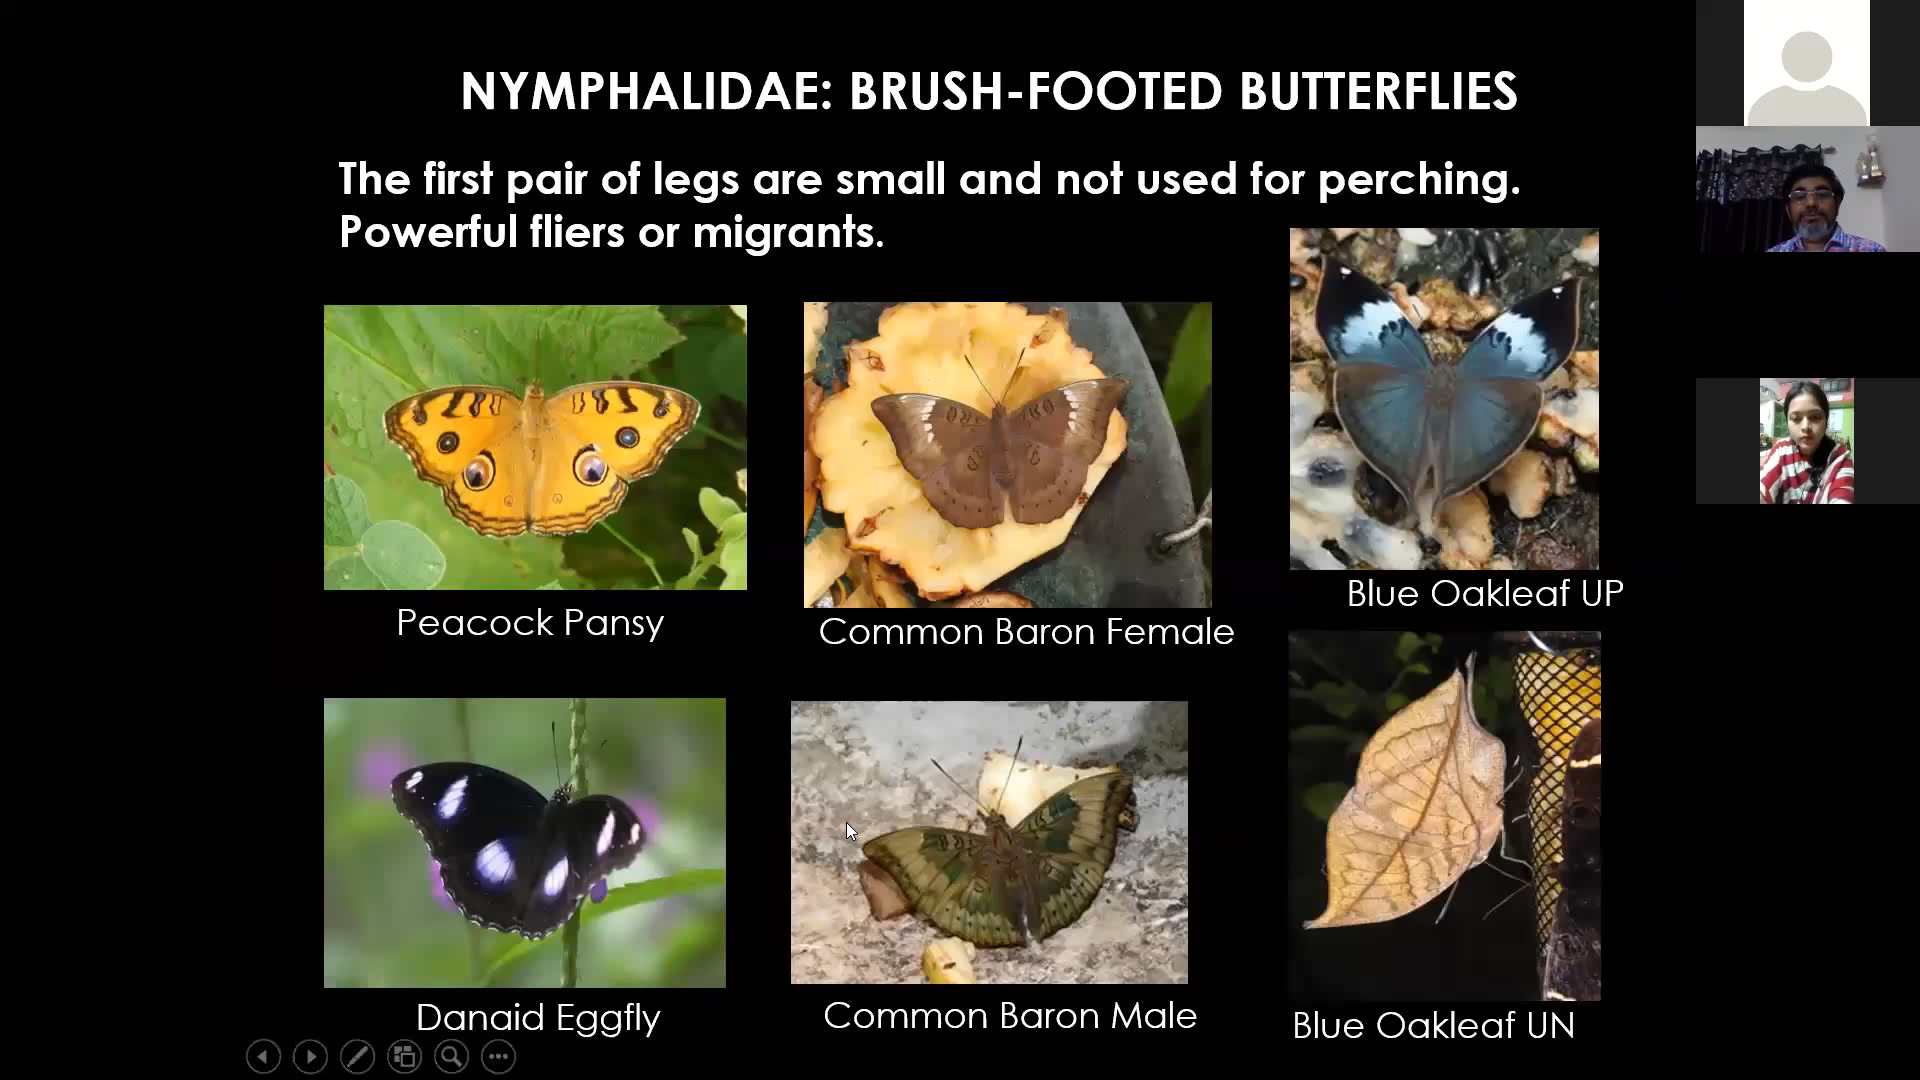 NYMPHALIDAE: BRUSH-FOOTED BUTTERFLIES
The first pair of legs are small and not used for perching.
Powerful fliers or migrants.
Peacock Pansy
Common Baron Female
Blue Oakleaf UP
Danaid Eggfly
Common Baron Male
Blue Oakleaf UN